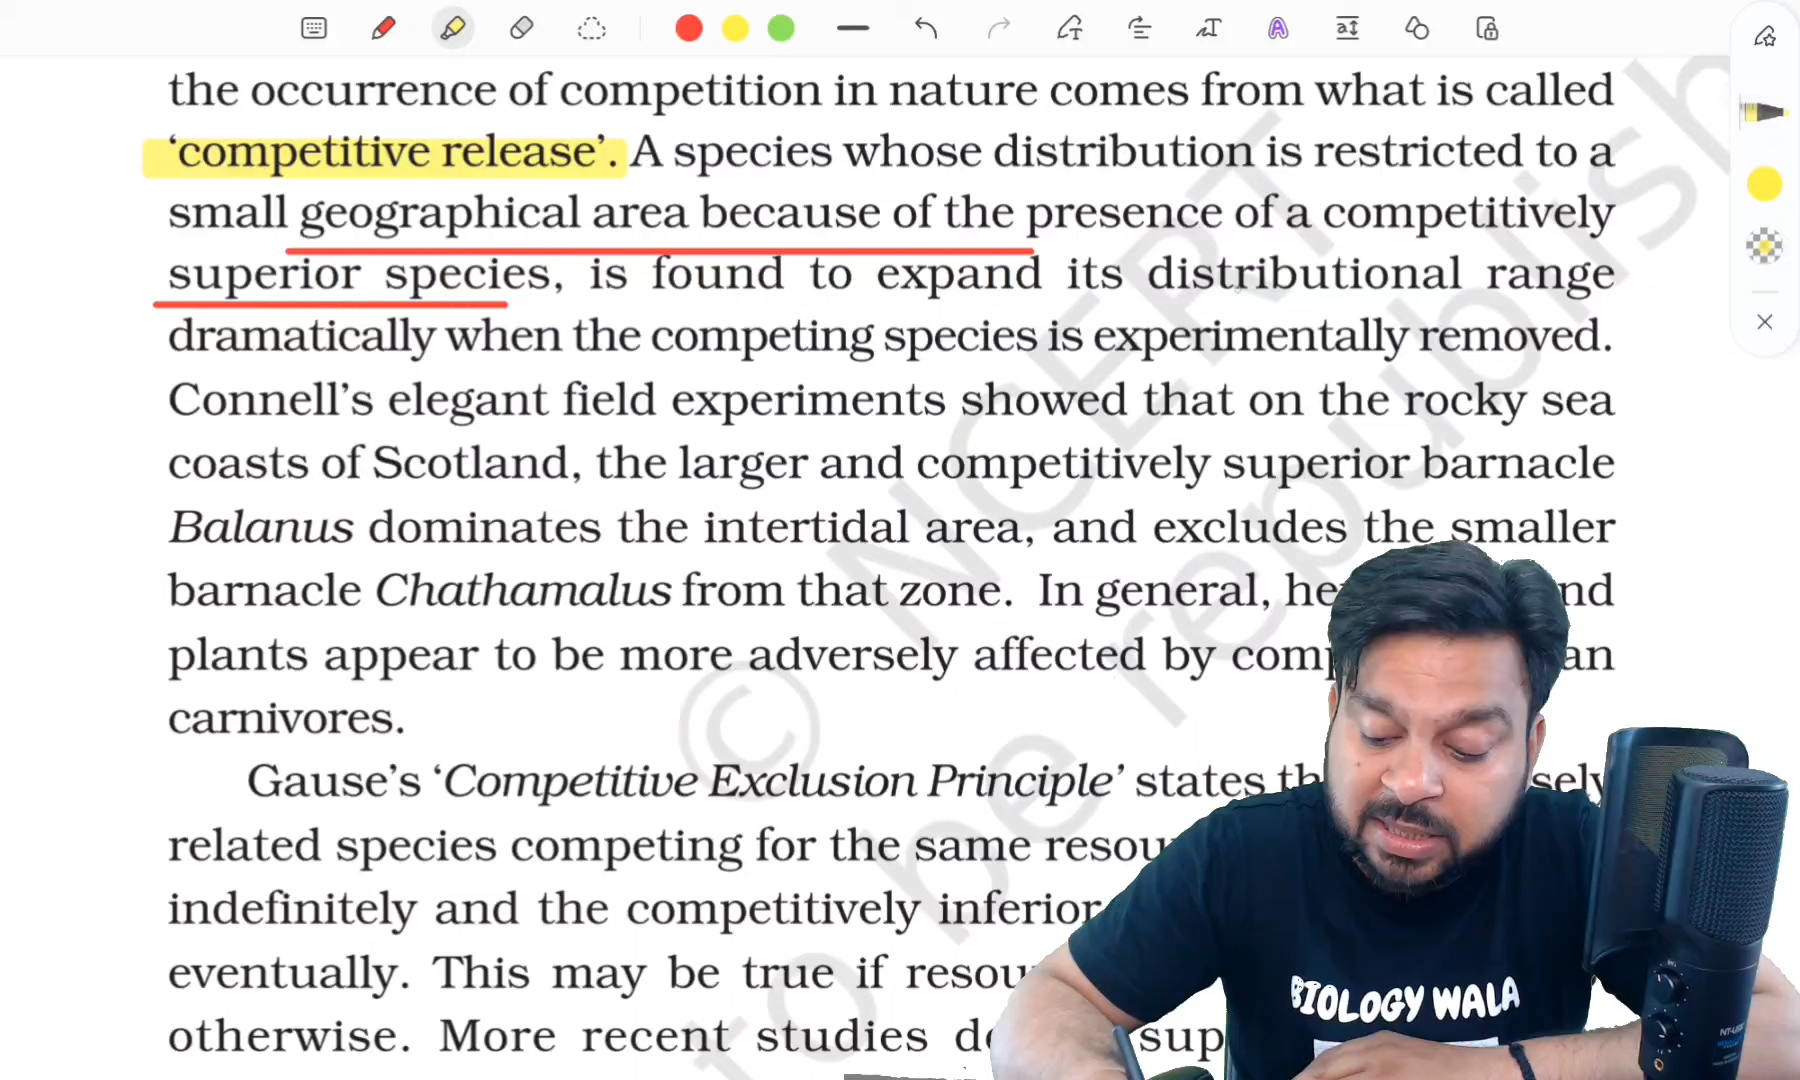 the occurrence of competition in nature comes from what is called
‘competitive release’. A species whose distribution is restricted to a
small geographical area because of the presence of a competitively
superior species, is found to expand its distributional range
dramatically when the competing species is experimentally removed.
Connell’s elegant field experiments showed that on the rocky sea
coasts of Scotland, the larger and competitively superior barnacle
Balanus dominates the intertidal area, and excludes the smaller
barnacle Chathamalus from that zone. In general,
plants appear to be more adversely affected by
carnivores.
Gause’s ‘Competitive Exclusion Principle’ states
related species competing for the same
indefinitely and the competitively inferior
eventually. This may be true if
otherwise. More recent studies
© NCERT
to be republish
BIOLOGY WALA